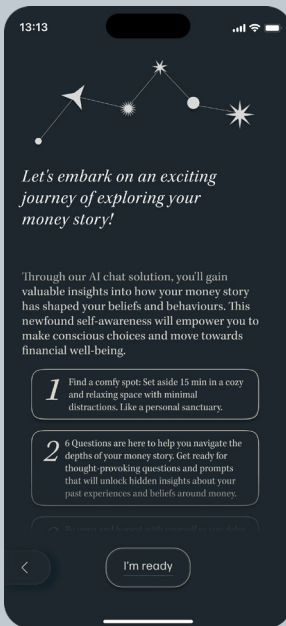 13:13
Let's embark on an exciting
journey of exploring your
money story!
Through our AI chat solution, you'll gain
valuable insights into how your money story
has shaped your beliefs and behaviours. This
newfound self-awareness will empower you to
make conscious choices and move towards
financial well-being.
1 Find a comfy spot: Set aside 15 min in a cozy
and relaxing space with minimal
distractions. Like a personal sanctuary.
2 6 Questions are here to help you navigate the
depths of your money story. Get ready for
thought-provoking questions and prompts
that will unlock hidden insights about your
past experiences and beliefs around money.
I'm ready